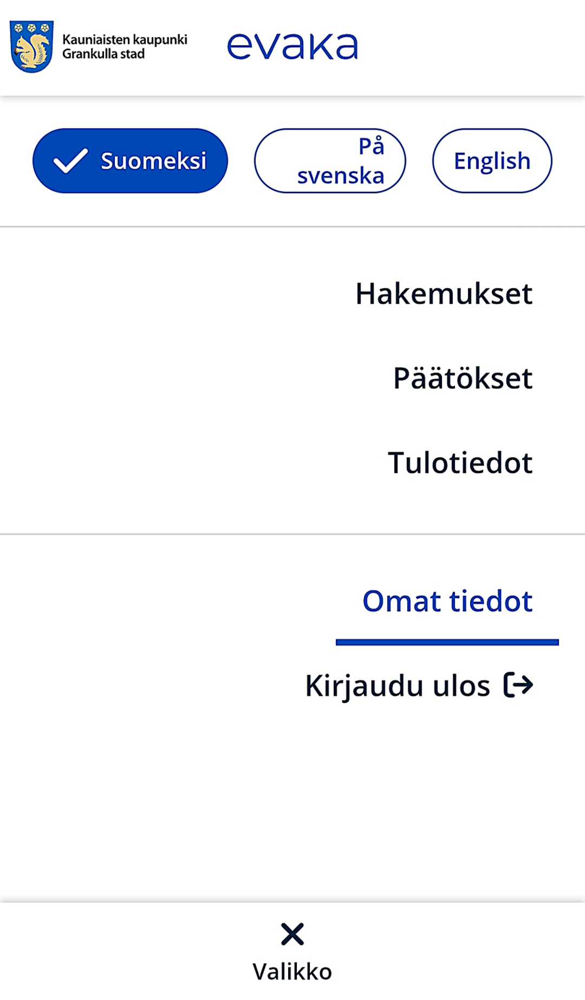 Kauniaisten kaupunki
Grankulla stad
evaka
Suomeksi
På
svenska
English
Hakemukset
Päätökset
Tulotiedot
Omat tiedot
Kirjaudu ulos
Valikko